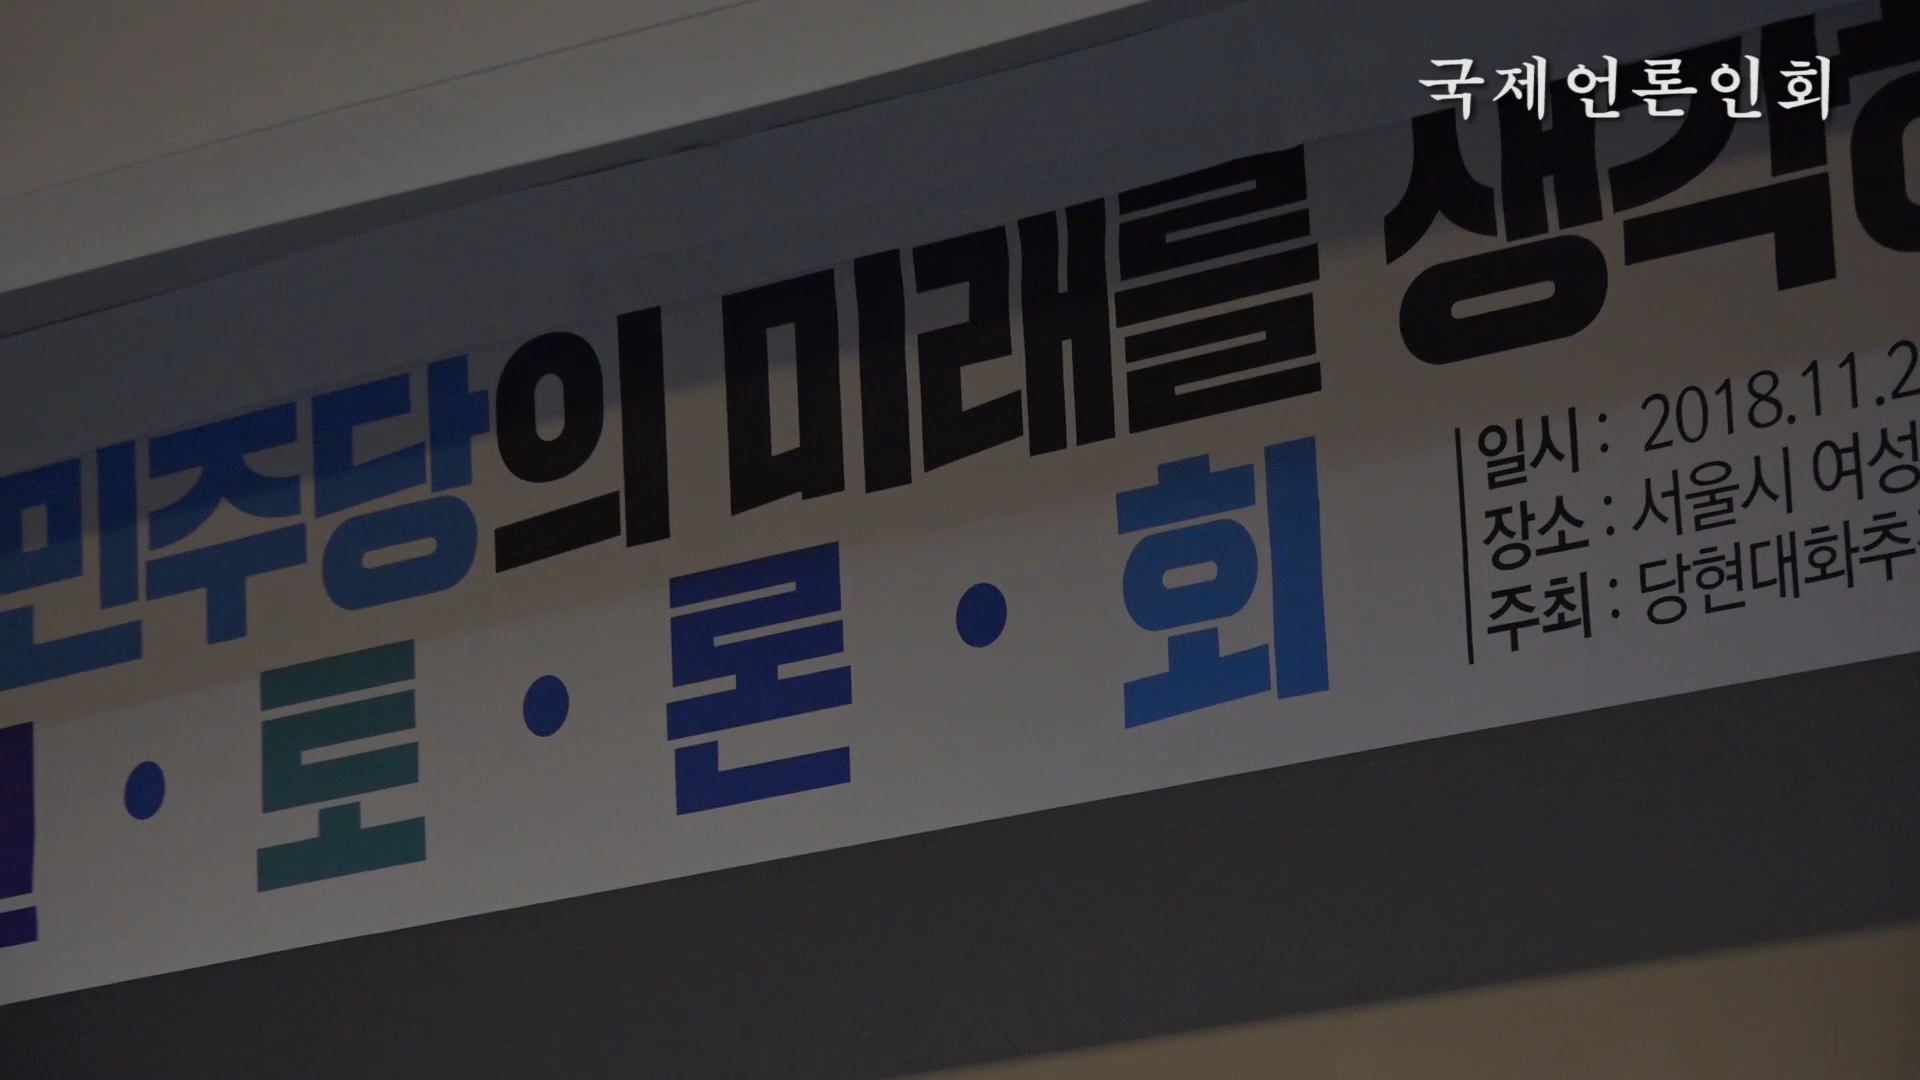 국제언론인회
민주당의 미래를 생각
토·론·회
일시 : 2018.11.2
장소 : 서울시 여성
주최 : 당현대화추